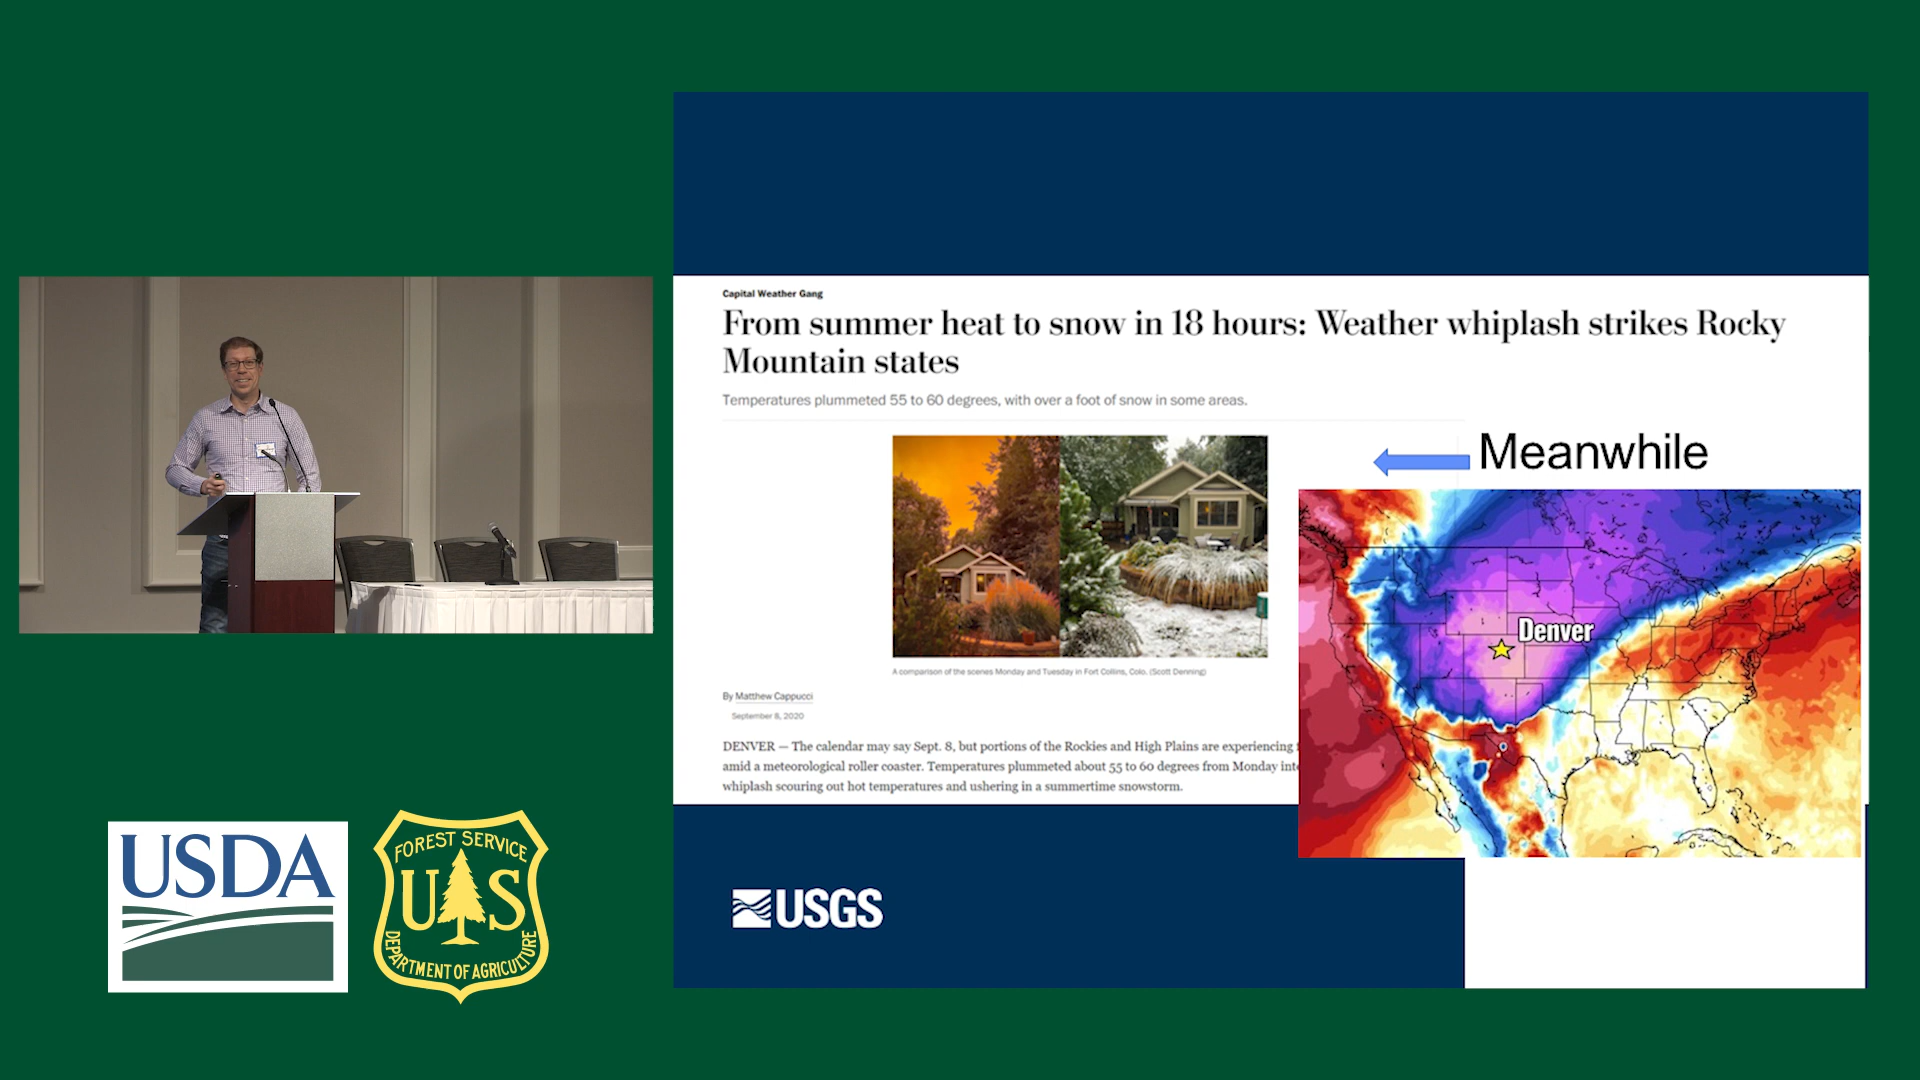 Capital Weather Gang
From summer heat to snow in 18 hours: Weather whiplash strikes Rocky
Mountain states
Temperatures plummeted 55 to 60 degrees, with over a foot of snow in some areas.
Meanwhile
Denver
A comparison of the scenes Monday and Tuesday in Fort Collins, Colo. (Scott Denning)
By Matthew Cappucci
September 8, 2020
DENVER — The calendar may say Sept. 8, but portions of the Rockies and High Plains are experiencing
amid a meteorological roller coaster. Temperatures plummeted about 55 to 60 degrees from Monday
whiplash scouring out hot temperatures and ushering in a summertime snowstorm.
USGS
USDA
FOREST SERVICE
U S
DEPARTMENT OF AGRICULTURE